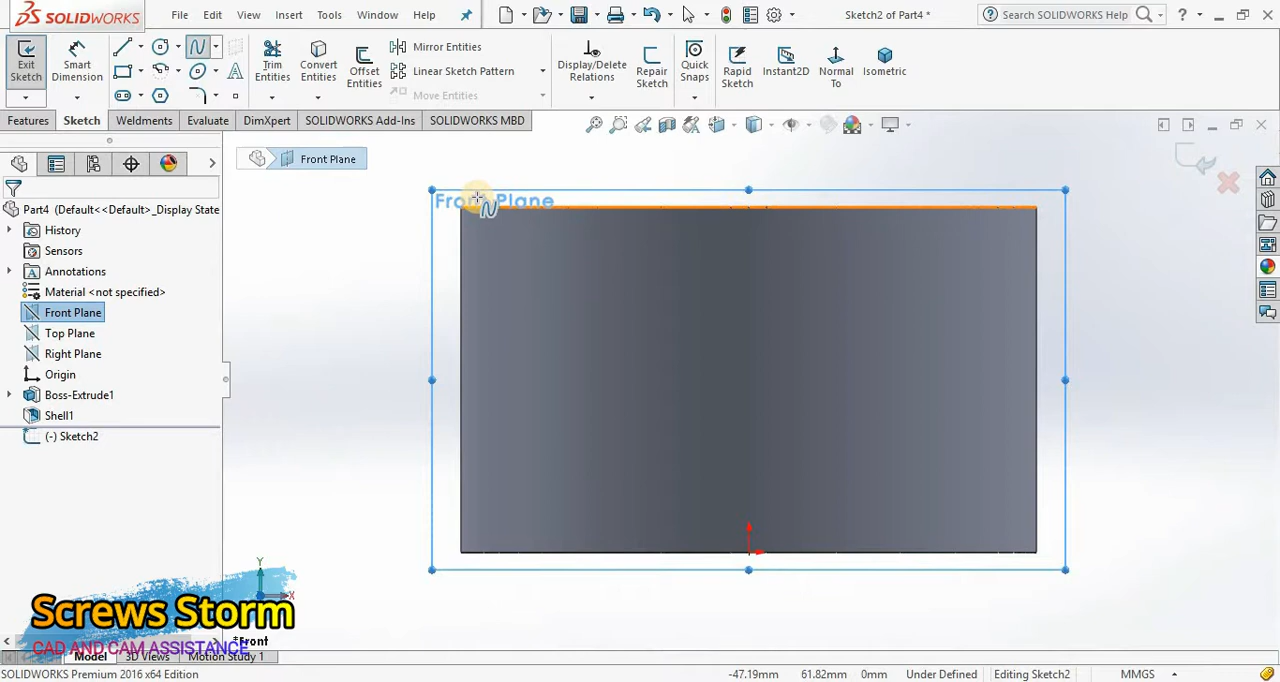 SOLIDWORKS
File Edit View Insert Tools Window Help
Sketch2 of Part4 *
Search SOLIDWORKS Help
Exit Sketch
Smart Dimension
Trim Entities
Convert Entities
Offset Entities
Mirror Entities
Linear Sketch Pattern
Move Entities
Display/Delete Relations
Repair Sketch
Quick Snaps
Rapid Sketch
Instant2D
Normal To
Isometric
Features Sketch Weldments Evaluate DimXpert SOLIDWORKS Add-Ins SOLIDWORKS MBD
Front Plane
Front Plane
Part4 (Default<<Default>_Display State
History
Sensors
Annotations
Material <not specified>
Front Plane
Top Plane
Right Plane
Origin
Boss-Extrude1
Shell1
(-) Sketch2
Y
X
Screws Storm
*Front
CAD AND CAM ASSISTANCE
Model 3D Views Motion Study 1
SOLIDWORKS Premium 2016 x64 Edition
-47.19mm 61.82mm 0mm Under Defined Editing Sketch2 MMGS